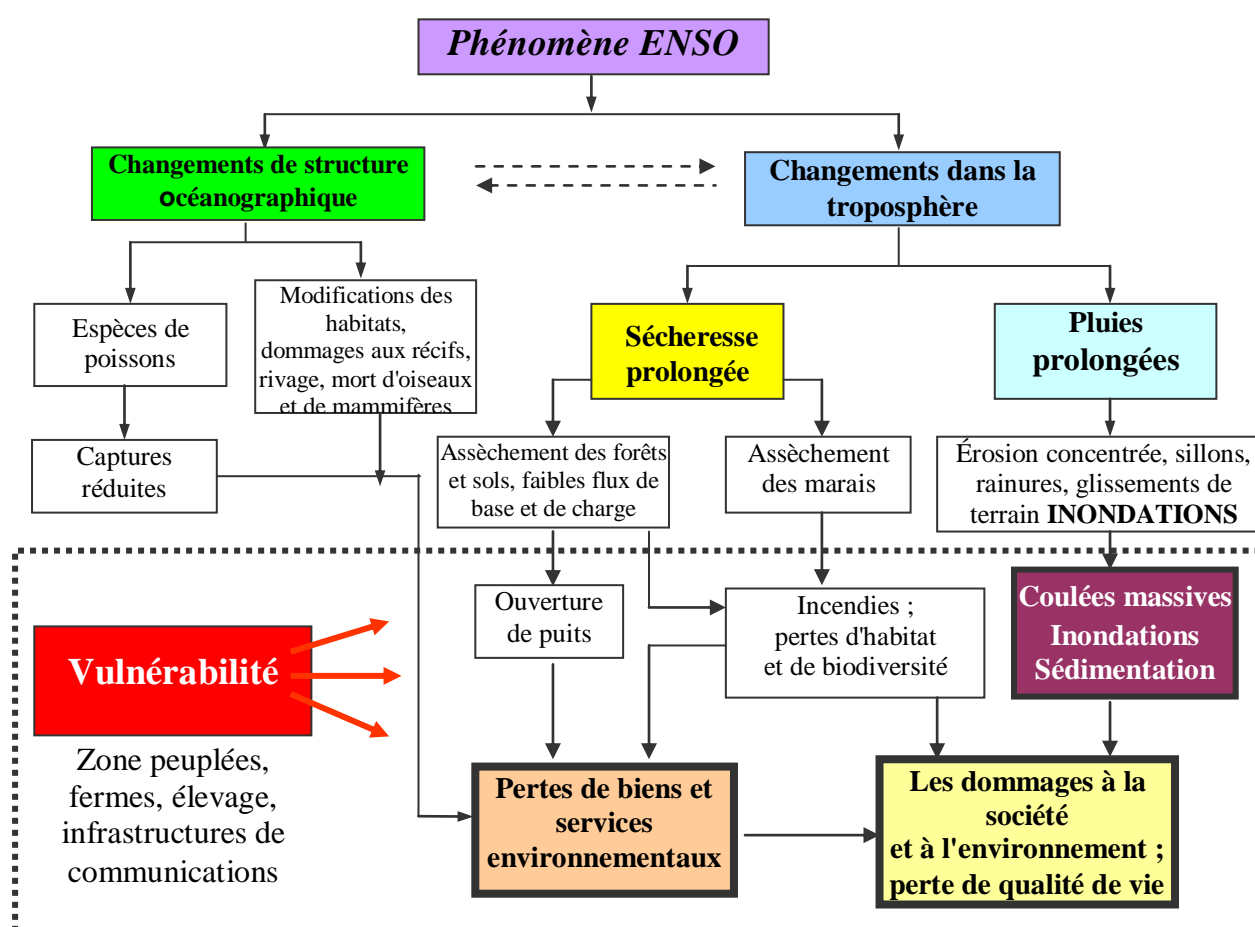 Phénomène ENSO
Changements de structure
océanographique
Changements dans la
troposphère
Espèces de
poissons
Modifications des
habitats,
dommages aux récifs,
rivage, mort d'oiseaux
et de mammifères
Sécheresse
prolongée
Pluies
prolongées
Captures
réduites
Assèchement des forêts
et sols, faibles flux de
base et de charge
Assèchement
des marais
Érosion concentrée, sillons,
rainures, glissements de
terrain INONDATIONS
Ouverture
de puits
Incendies ;
pertes d'habitat
et de biodiversité
Coulées massives
Inondations
Sédimentation
Vulnérabilité
Zone peuplées,
fermes, élevage,
infrastructures de
communications
Pertes de biens et
services
environnementaux
Les dommages à la
société
et à l'environnement ;
perte de qualité de vie